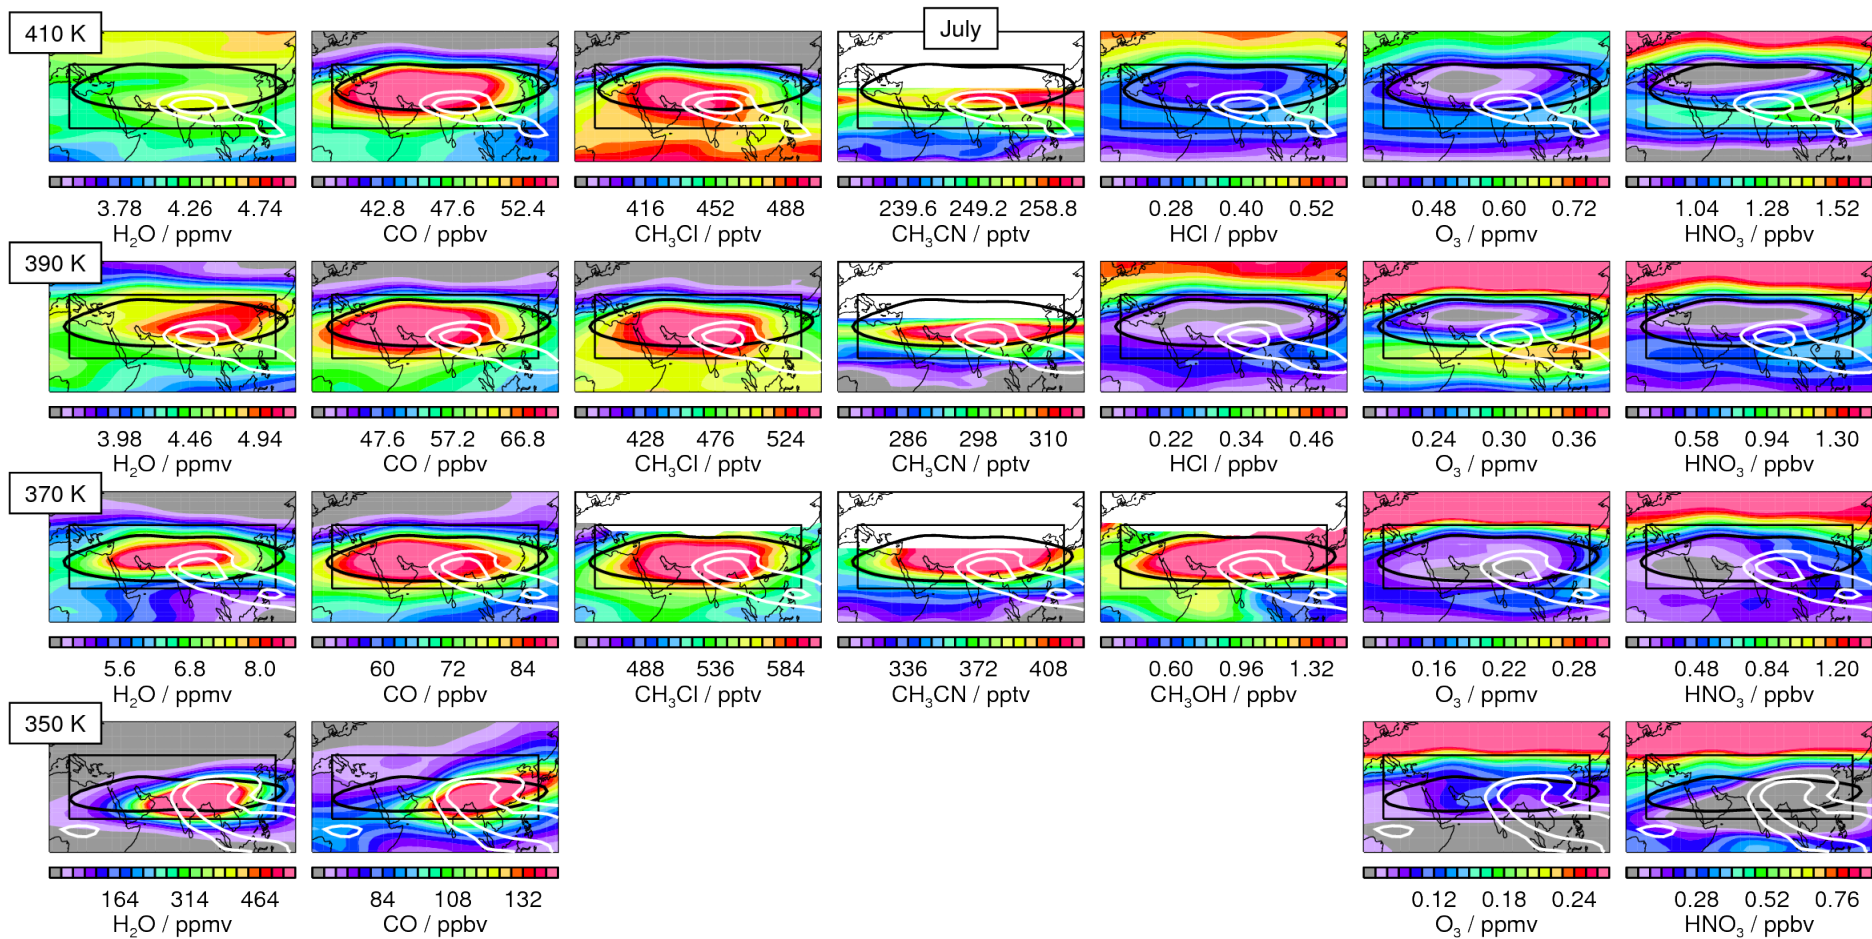 July
410 K
3.78 4.26 4.74
H₂O / ppmv
42.8 47.6 52.4
CO / ppbv
416 452 488
CH₃Cl / pptv
239.6 249.2 258.8
CH₃CN / pptv
0.28 0.40 0.52
HCl / ppbv
0.48 0.60 0.72
O₃ / ppmv
1.04 1.28 1.52
HNO₃ / ppbv
390 K
3.98 4.46 4.94
H₂O / ppmv
47.6 57.2 66.8
CO / ppbv
428 476 524
CH₃Cl / pptv
286 298 310
CH₃CN / pptv
0.22 0.34 0.46
HCl / ppbv
0.24 0.30 0.36
O₃ / ppmv
0.58 0.94 1.30
HNO₃ / ppbv
370 K
5.6 6.8 8.0
H₂O / ppmv
60 72 84
CO / ppbv
488 536 584
CH₃Cl / pptv
336 372 408
CH₃CN / pptv
0.60 0.96 1.32
CH₃OH / ppbv
0.16 0.22 0.28
O₃ / ppmv
0.48 0.84 1.20
HNO₃ / ppbv
350 K
164 314 464
H₂O / ppmv
84 108 132
CO / ppbv
0.12 0.18 0.24
O₃ / ppmv
0.28 0.52 0.76
HNO₃ / ppbv